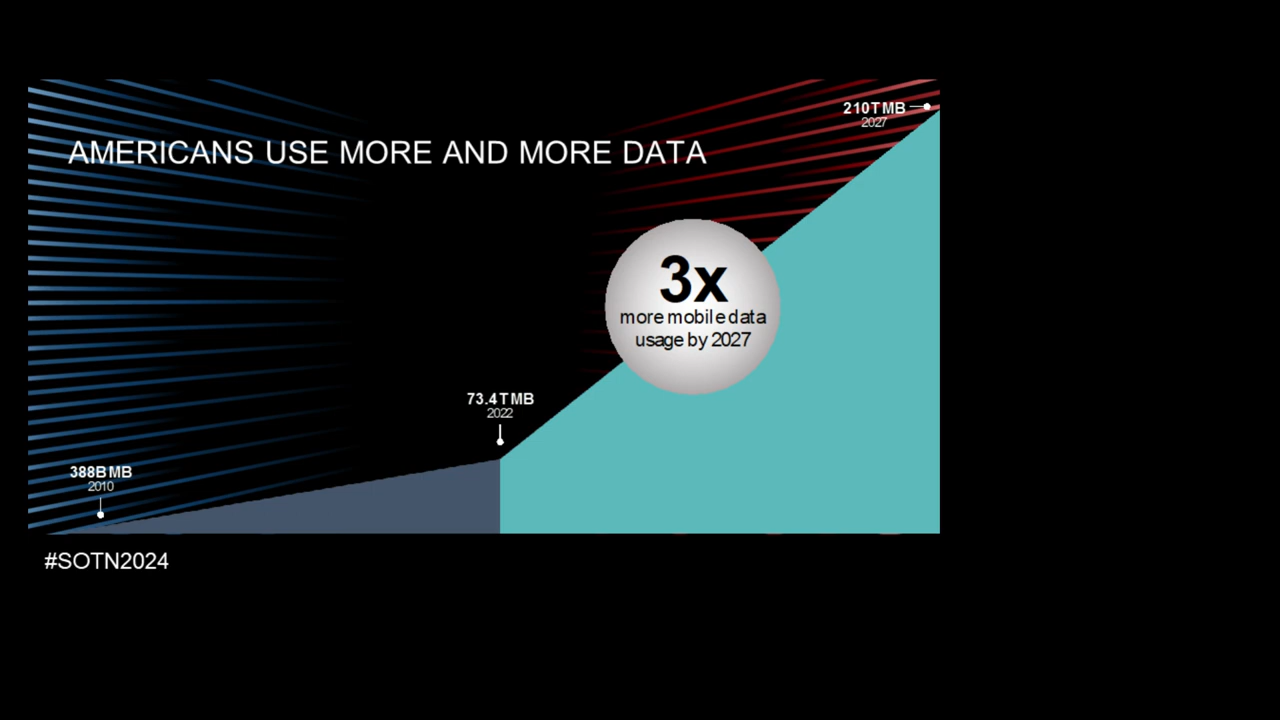 210TMB
2027
AMERICANS USE MORE AND MORE DATA
3x
more mobile data
usage by 2027
73.4TMB
2022
388BMB
2010
#SOTN2024